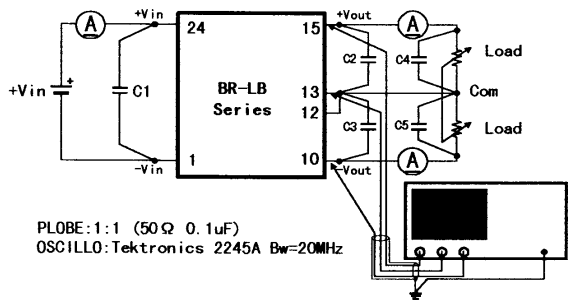 +Vin
A
24
15
+Vout
A
C2
C4
Load
+Vin
+
C1
BR-LB
Series
13
12
Com
C3
C5
Load
1
-Vin
10
-Vout
A
PLOBE:1:1 (50Ω 0.1uF)
OSCILLO:Tektronics 2245A Bw=20MHz